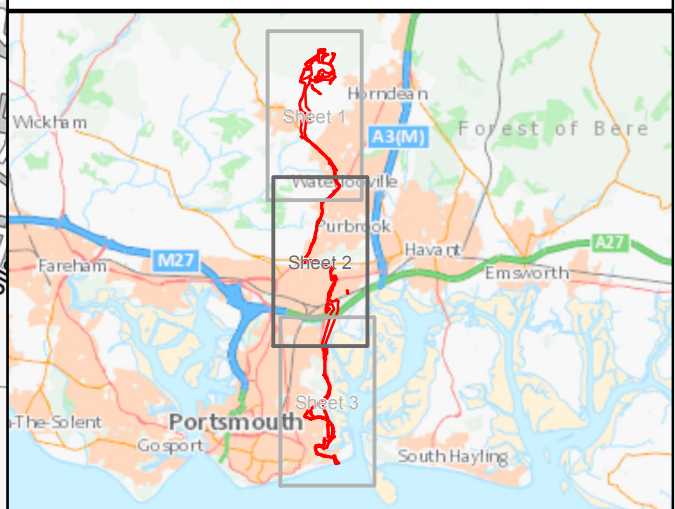 Horndean
Sheet 1
Wickham
Forest of Bere
A3(M)
Waterlooville
Purbrook
A27
Havant
Sheet 2
M27
Fareham
Emsworth
Sheet 3
n-The-Solent
Portsmouth
Gosport
South Hayling